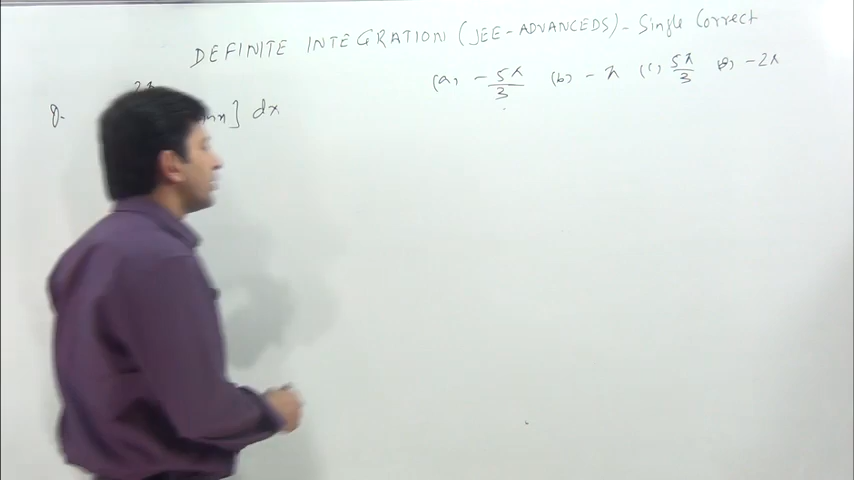 DEFINITE INTEGRATION (JEE-ADVANCEDS) - Single Correct
(a) - 5π/3 (b) - π (c) 5π/3 (d) - 2π
Q. ] dx